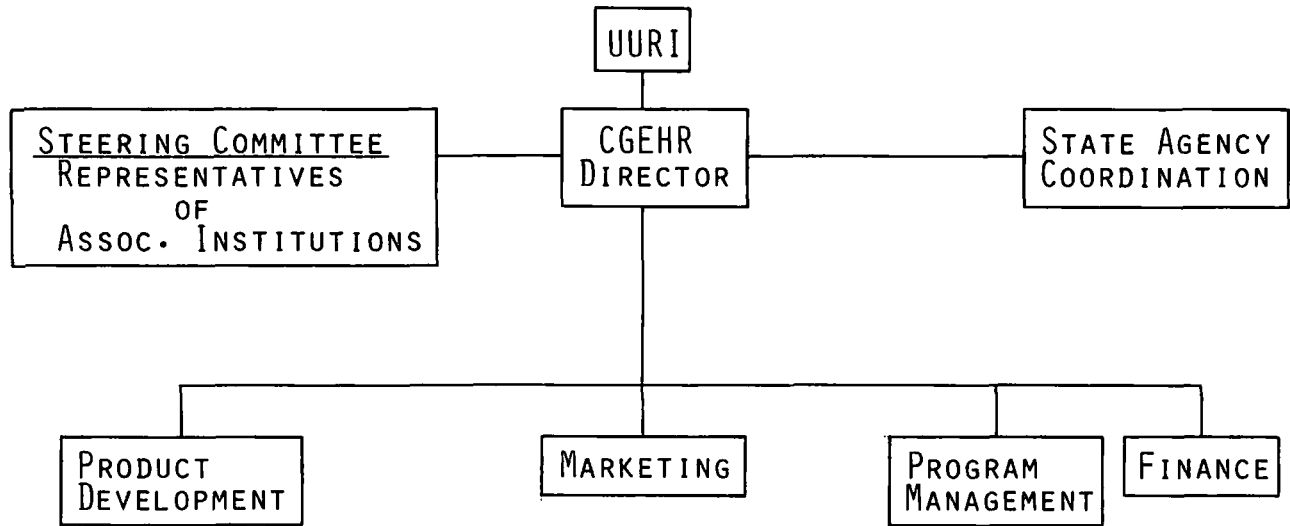 UURI
STEERING COMMITTEE
REPRESENTATIVES
OF
ASSOC. INSTITUTIONS
CGEHR
DIRECTOR
STATE AGENCY
COORDINATION
PRODUCT
DEVELOPMENT
MARKETING
PROGRAM
MANAGEMENT
FINANCE